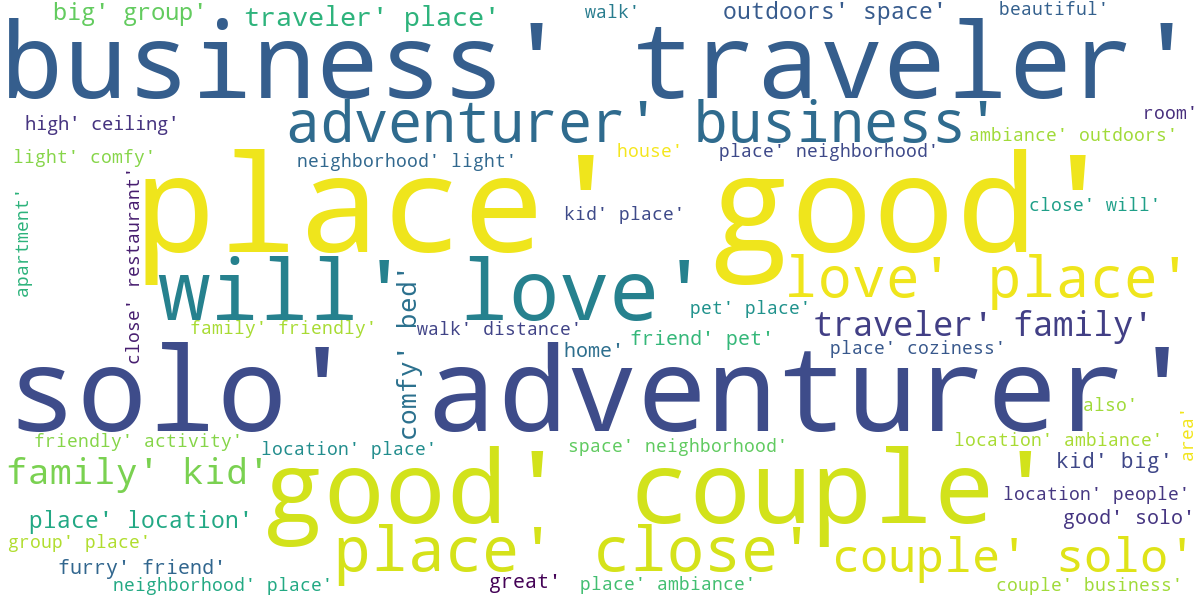 big' group'
traveler' place'
walk'
outdoors' space'
beautiful'
business' traveler'
high' ceiling'
adventurer' business'
room'
ambiance' outdoors'
light' comfy'
neighborhood' light'
house'
place' neighborhood'
apartment'
close' restaurant'
place' good'
kid' place'
close' will'
will' love'
love' place'
comfy' bed'
pet' place'
family' friendly'
walk' distance'
friend' pet'
traveler' family'
home'
place' coziness'
solo' adventurer'
also'
area'
friendly' activity'
location' place'
space' neighborhood'
location' ambiance'
family' kid'
good' couple'
kid' big'
location' people'
place' location'
good' solo'
group' place'
place' close'
couple' solo'
furry' friend'
neighborhood' place'
great'
place' ambiance'
couple' business'